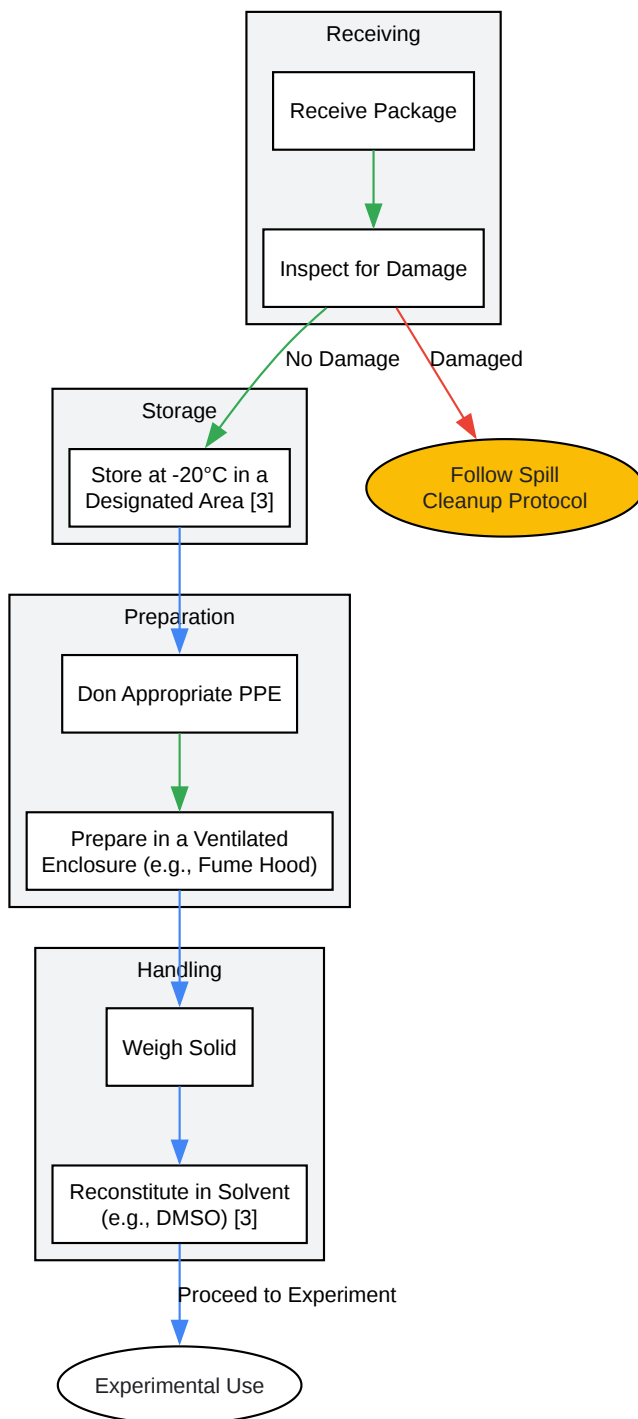 Receiving
Receive Package
Inspect for Damage
No Damage
Damaged
Storage
Store at -20°C in a
Designated Area [3]
Follow Spill
Cleanup Protocol
Preparation
Don Appropriate PPE
Prepare in a Ventilated
Enclosure (e.g., Fume Hood)
Handling
Weigh Solid
Reconstitute in Solvent
(e.g., DMSO) [3]
Proceed to Experiment
Experimental Use